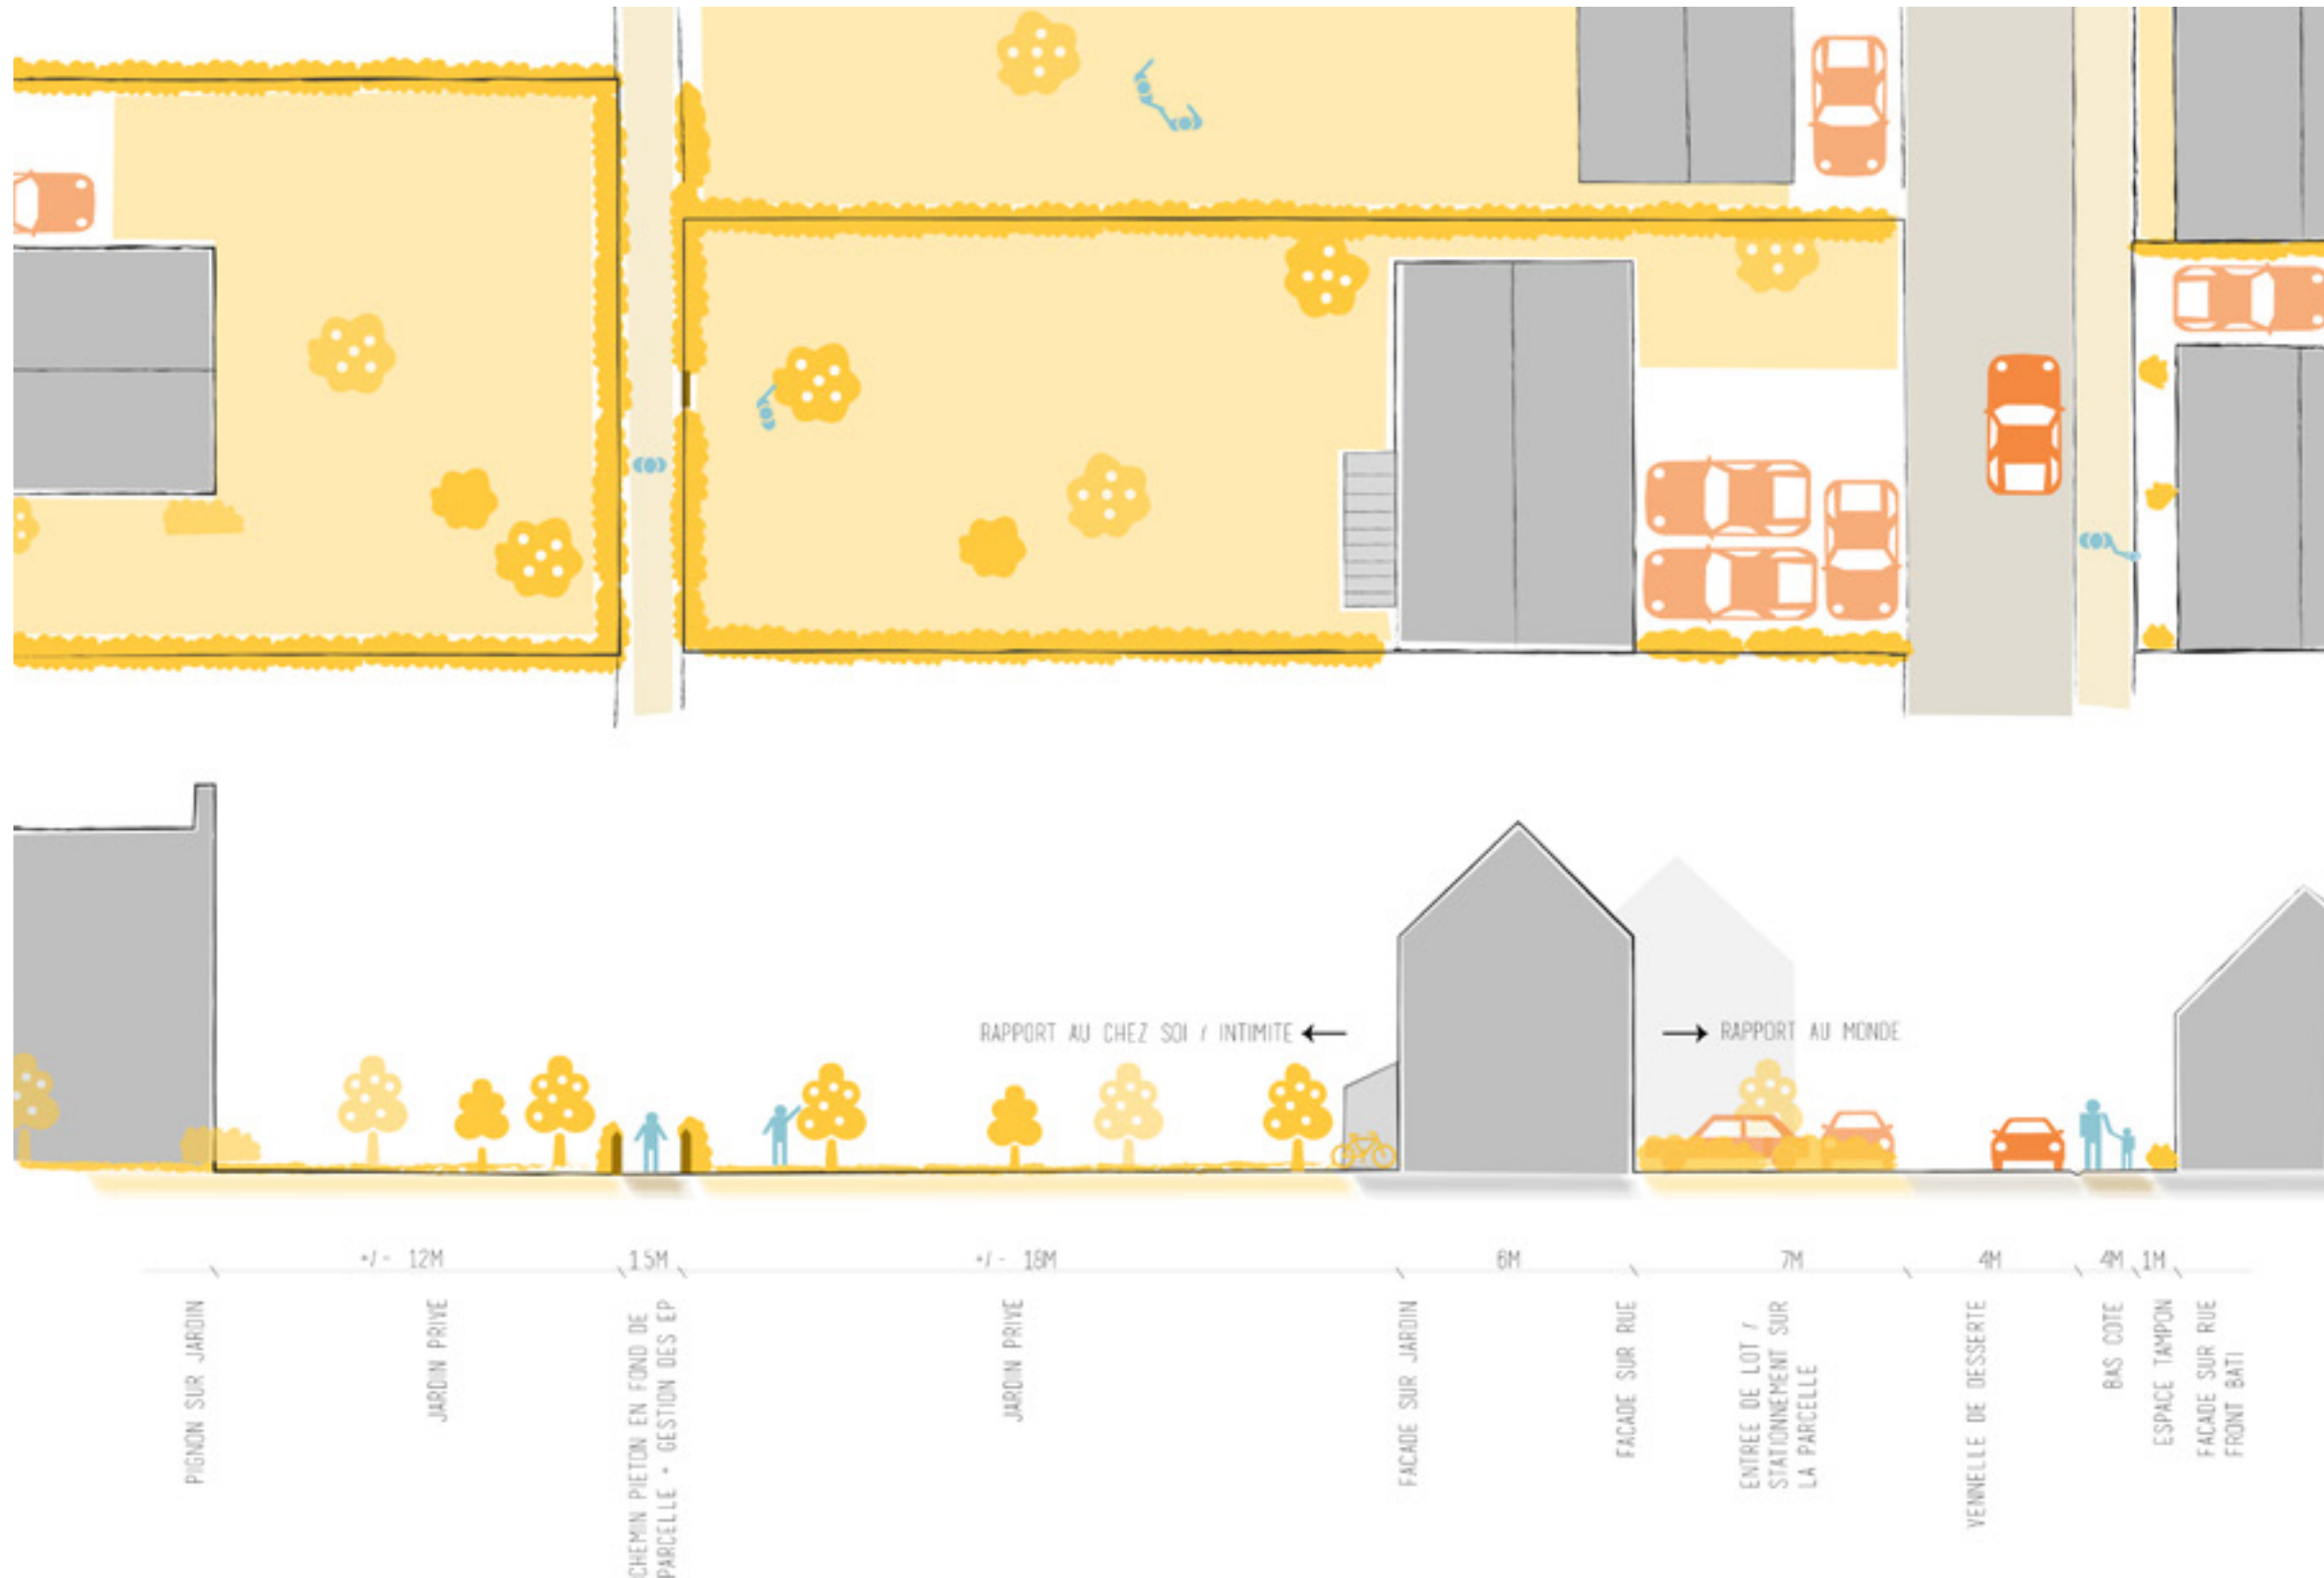 RAPPORT AU CHEZ SOI / INTIMITE
RAPPORT AU MONDE
+/- 12M
1.5M
+/- 18M
6M
7M
4M
4M
1M
PIGNON SUR JARDIN
JARDIN PRIVE
CHEMIN PIETON EN FOND DE
PARCELLE + GESTION DES EP
JARDIN PRIVE
FACADE SUR JARDIN
FACADE SUR RUE
ENTREE DE LOT /
STATIONNEMENT SUR
LA PARCELLE
VENNELLE DE DESSERTE
BAS COTE
ESPACE TAMPON
FACADE SUR RUE
FRONT BATI